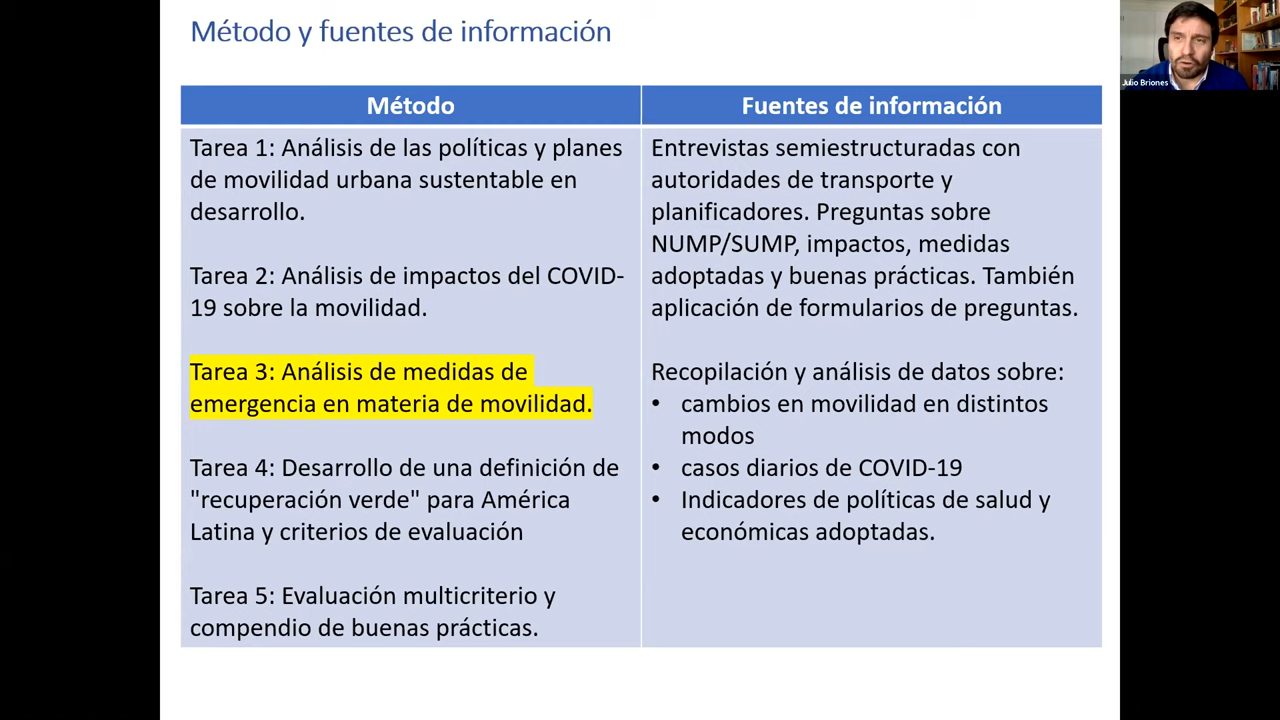 Método y fuentes de información
Julio Briones
Método
Fuentes de información
Tarea 1: Análisis de las políticas y planes
de movilidad urbana sustentable en
desarrollo.
Tarea 2: Análisis de impactos del COVID-
19 sobre la movilidad.
Tarea 3: Análisis de medidas de
emergencia en materia de movilidad.
Tarea 4: Desarrollo de una definición de
"recuperación verde" para América
Latina y criterios de evaluación
Tarea 5: Evaluación multicriterio y
compendio de buenas prácticas.
Entrevistas semiestructuradas con
autoridades de transporte y
planificadores. Preguntas sobre
NUMP/SUMP, impactos, medidas
adoptadas y buenas prácticas. También
aplicación de formularios de preguntas.
Recopilación y análisis de datos sobre:
• cambios en movilidad en distintos
modos
• casos diarios de COVID-19
• Indicadores de políticas de salud y
económicas adoptadas.